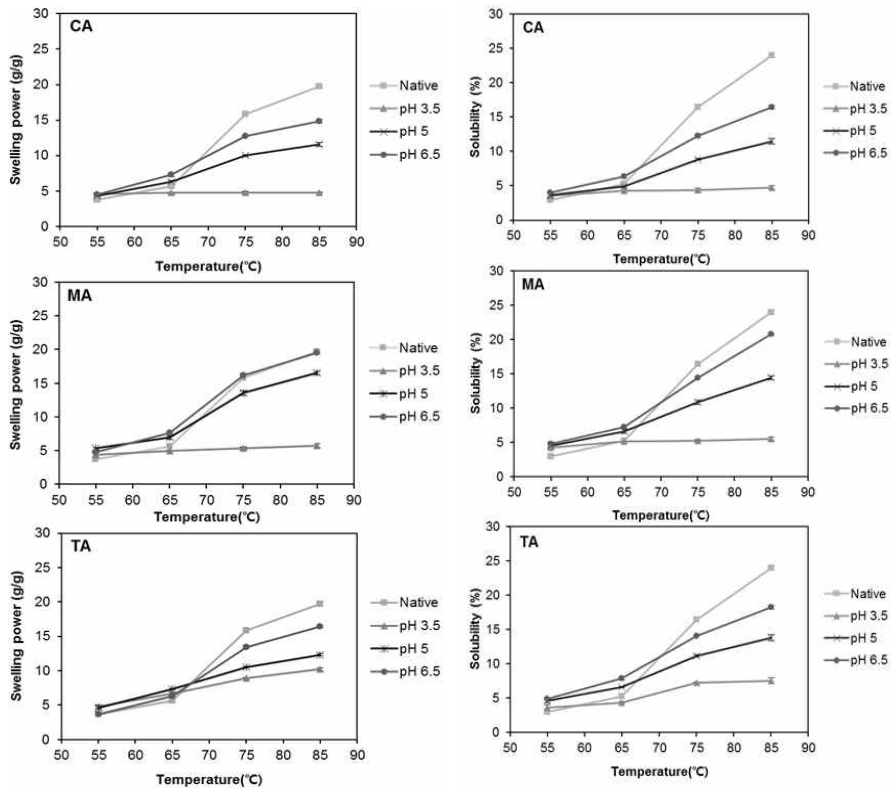 CA
Swelling power (g/g)
30
25
20
15
10
5
0
50 55 60 65 70 75 80 85 90
Temperature(℃)
Native
pH 3.5
pH 5
pH 6.5
CA
Solubility (%)
30
25
20
15
10
5
0
50 55 60 65 70 75 80 85 90
Temperature(℃)
Native
pH 3.5
pH 5
pH 6.5
MA
Swelling power (g/g)
30
25
20
15
10
5
0
50 55 60 65 70 75 80 85 90
Temperature(℃)
Native
pH 3.5
pH 5
pH 6.5
MA
Solubility (%)
30
25
20
15
10
5
0
50 55 60 65 70 75 80 85 90
Temperature(℃)
Native
pH 3.5
pH 5
pH 6.5
TA
Swelling power (g/g)
30
25
20
15
10
5
0
50 55 60 65 70 75 80 85 90
Temperature(℃)
Native
pH 3.5
pH 5
pH 6.5
TA
Solubility (%)
30
25
20
15
10
5
0
50 55 60 65 70 75 80 85 90
Temperature(℃)
Native
pH 3.5
pH 5
pH 6.5